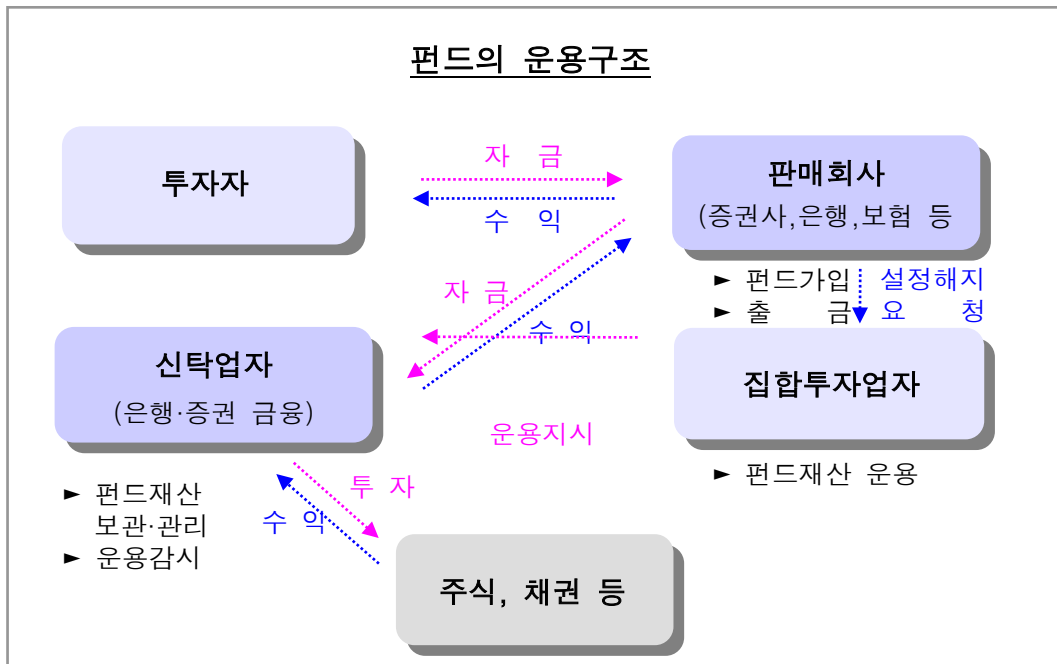 펀드의 운용구조
투자자
자 금
수 익
판매회사
(증권사,은행,보험 등
► 펀드가입
► 출 금
설정해지
요 청
자 금
수 익
신탁업자
(은행·증권 금융)
집합투자업자
운용지시
► 펀드재산 운용
► 펀드재산
보관·관리
► 운용감시
투 자
수 익
주식, 채권 등